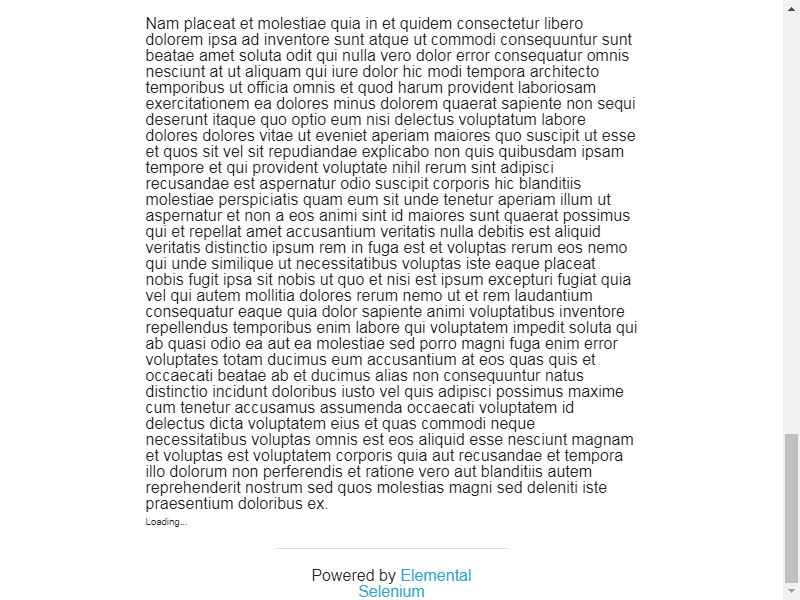 Nam placeat et molestiae quia in et quidem consectetur libero
dolorem ipsa ad inventore sunt atque ut commodi consequuntur sunt
beatae amet soluta odit qui nulla vero dolor error consequatur omnis
nesciunt at ut aliquam qui iure dolor hic modi tempora architecto
temporibus ut officia omnis et quod harum provident laboriosam
exercitationem ea dolores minus dolorem quaerat sapiente non sequi
deserunt itaque quo optio eum nisi delectus voluptatum labore
dolores dolores vitae ut eveniet aperiam maiores quo suscipit ut esse
et quos sit vel sit repudiandae explicabo non quis quibusdam ipsam
tempore et qui provident voluptate nihil rerum sint adipisci
recusandae est aspernatur odio suscipit corporis hic blanditiis
molestiae perspiciatis quam eum sit unde tenetur aperiam illum ut
aspernatur et non a eos animi sint id maiores sunt quaerat possimus
qui et repellat amet accusantium veritatis nulla debitis est aliquid
veritatis distinctio ipsum rem in fuga est et voluptas rerum eos nemo
qui unde similique ut necessitatibus voluptas iste eaque placeat
nobis fugit ipsa sit nobis ut quo et nisi est ipsum excepturi fugiat quia
vel qui autem mollitia dolores rerum nemo ut et rem laudantium
consequatur eaque quia dolor sapiente animi voluptatibus inventore
repellendus temporibus enim labore qui voluptatem impedit soluta qui
ab quasi odio ea aut ea molestiae sed porro magni fuga enim error
voluptates totam ducimus eum accusantium at eos quas quis et
occaecati beatae ab et ducimus alias non consequuntur natus
distinctio incidunt doloribus iusto vel quis adipisci possimus maxime
cum tenetur accusamus assumenda occaecati voluptatem id
delectus dicta voluptatem eius et quas commodi neque
necessitatibus voluptas omnis est eos aliquid esse nesciunt magnam
et voluptas est voluptatem corporis quia aut recusandae et tempora
illo dolorum non perferendis et ratione vero aut blanditiis autem
reprehenderit nostrum sed quos molestias magni sed deleniti iste
praesentium doloribus ex.
Loading...
Powered by Elemental
Selenium